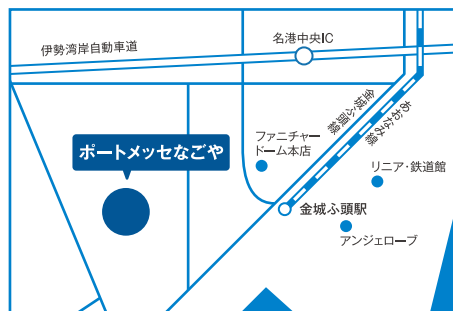 名港中央IC
伊勢湾岸自動車道
金城ふ頭線
あおなみ線
ファニチャー
ドーム本店
ポートメッセなごや
リニア・鉄道館
金城ふ頭駅
アンジェローブ